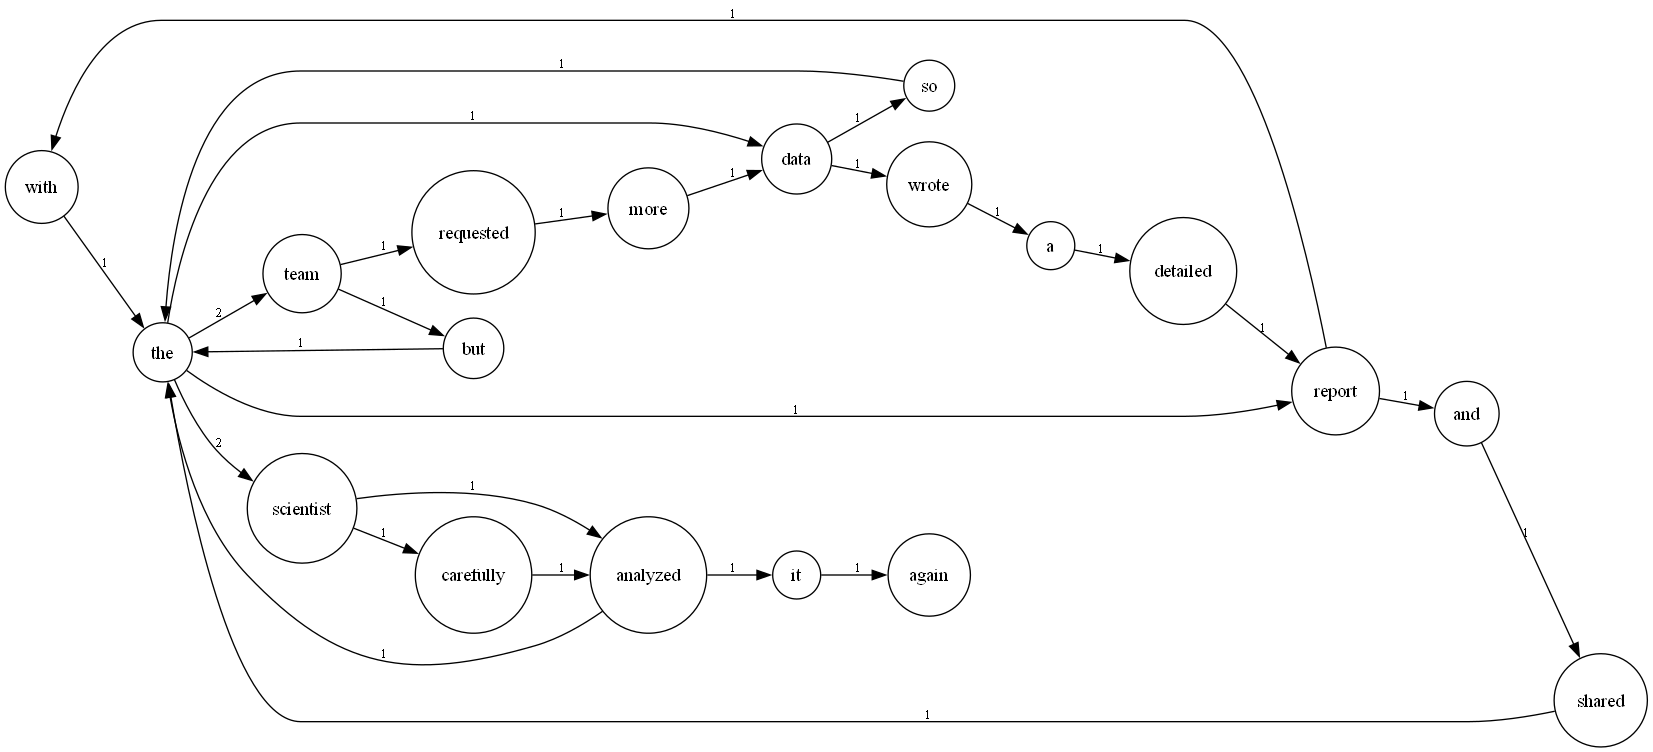 1
so
1
1
data
1
with
1
wrote
more
1
requested
1
1
a
1
detailed
team
1
1
2
1
but
1
the
1
report
1
and
1
2
scientist
1
1
carefully
1
analyzed
1
it
1
again
1
1
shared
1